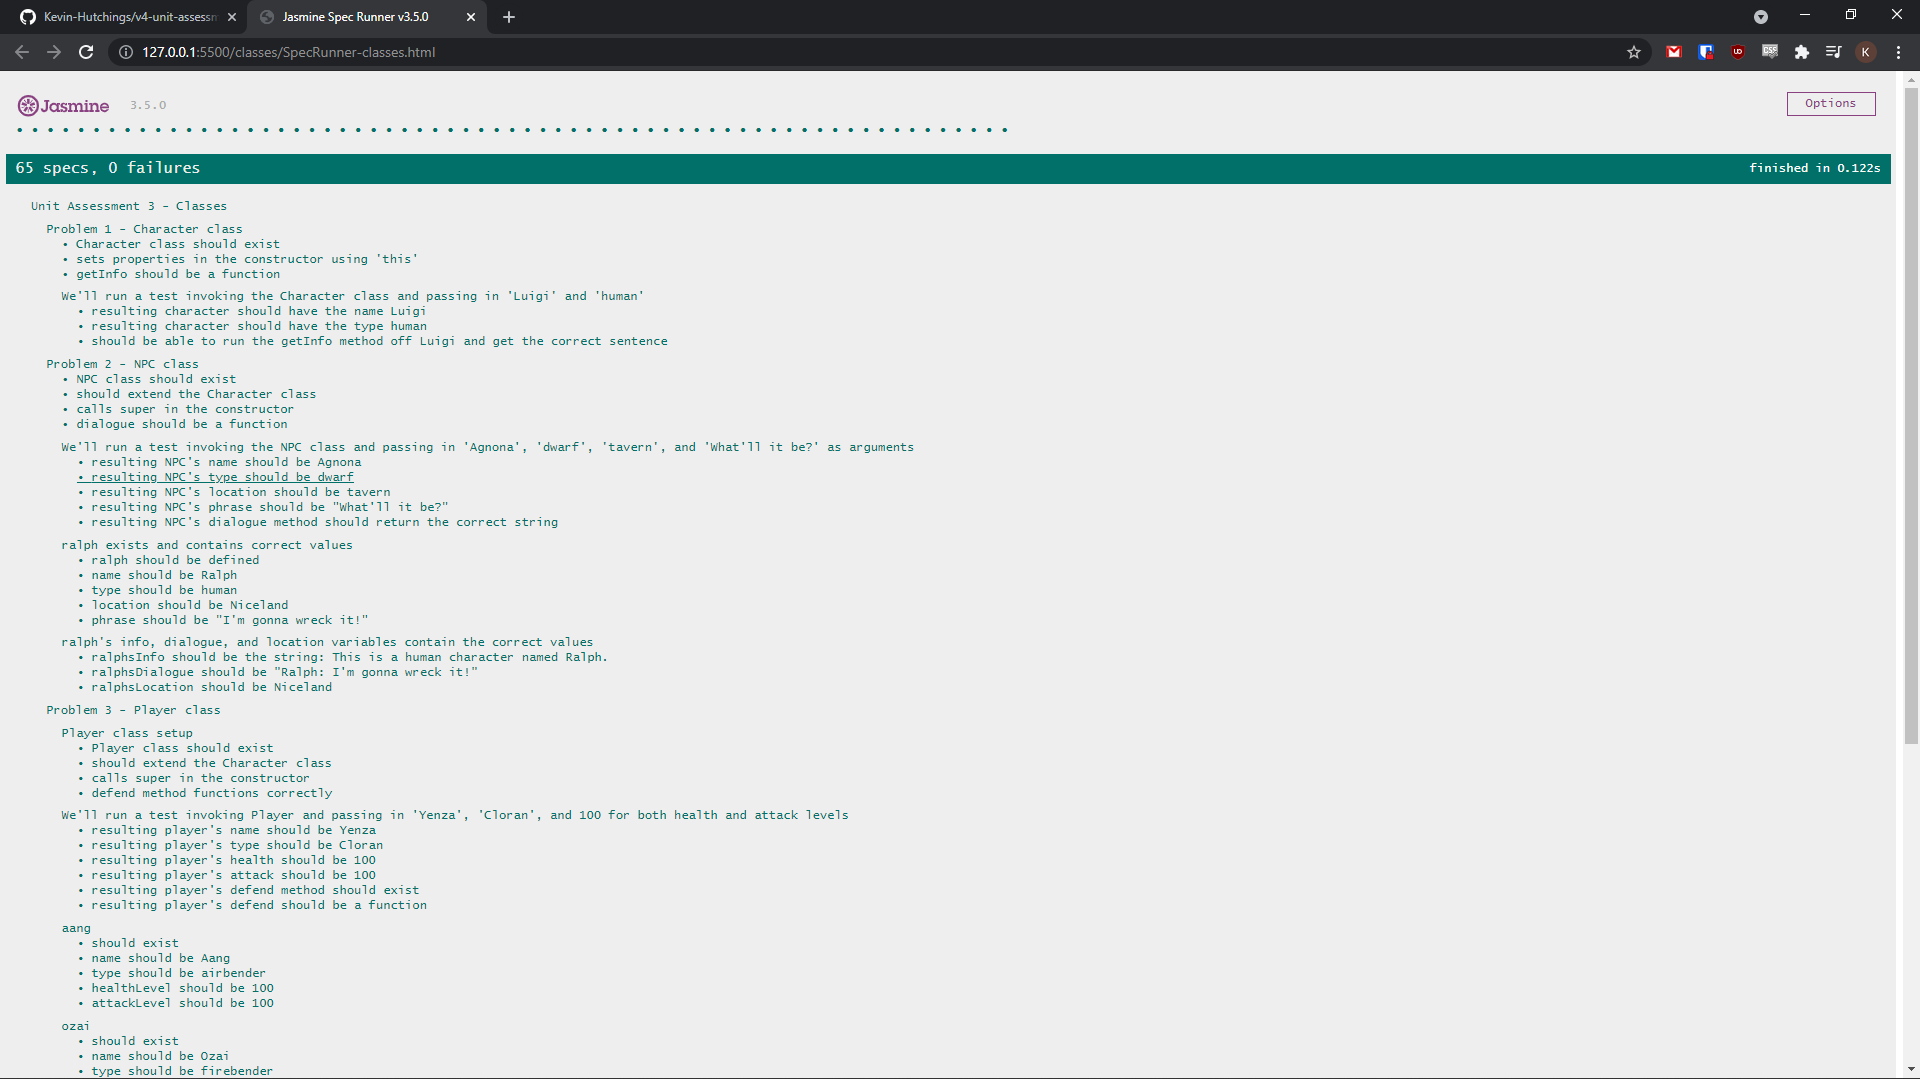 Kevin-Hutchings/v4-unit-assessm
Jasmine Spec Runner v3.5.0
127.0.0.1:5500/classes/SpecRunner-classes.html
K
Jasmine 3.5.0
Options
65 specs, 0 failures
finished in 0.122s
Unit Assessment 3 - Classes
Problem 1 - Character class
• Character class should exist
• sets properties in the constructor using 'this'
• getInfo should be a function
We'll run a test invoking the Character class and passing in 'Luigi' and 'human'
• resulting character should have the name Luigi
• resulting character should have the type human
• should be able to run the getInfo method off Luigi and get the correct sentence
Problem 2 - NPC class
• NPC class should exist
• should extend the Character class
• calls super in the constructor
• dialogue should be a function
We'll run a test invoking the NPC class and passing in 'Agnona', 'dwarf', 'tavern', and 'What'll it be?' as arguments
• resulting NPC's name should be Agnona
• resulting NPC's type should be dwarf
• resulting NPC's location should be tavern
• resulting NPC's phrase should be "What'll it be?"
• resulting NPC's dialogue method should return the correct string
ralph exists and contains correct values
• ralph should be defined
• name should be Ralph
• type should be human
• location should be Niceland
• phrase should be "I'm gonna wreck it!"
ralph's info, dialogue, and location variables contain the correct values
• ralphsInfo should be the string: This is a human character named Ralph.
• ralphsDialogue should be "Ralph: I'm gonna wreck it!"
• ralphsLocation should be Niceland
Problem 3 - Player class
Player class setup
• Player class should exist
• should extend the Character class
• calls super in the constructor
• defend method functions correctly
We'll run a test invoking Player and passing in 'Yenza', 'Cloran', and 100 for both health and attack levels
• resulting player's name should be Yenza
• resulting player's type should be Cloran
• resulting player's health should be 100
• resulting player's attack should be 100
• resulting player's defend method should exist
• resulting player's defend should be a function
aang
• should exist
• name should be Aang
• type should be airbender
• healthLevel should be 100
• attackLevel should be 100
ozai
• should exist
• name should be Ozai
• type should be firebender